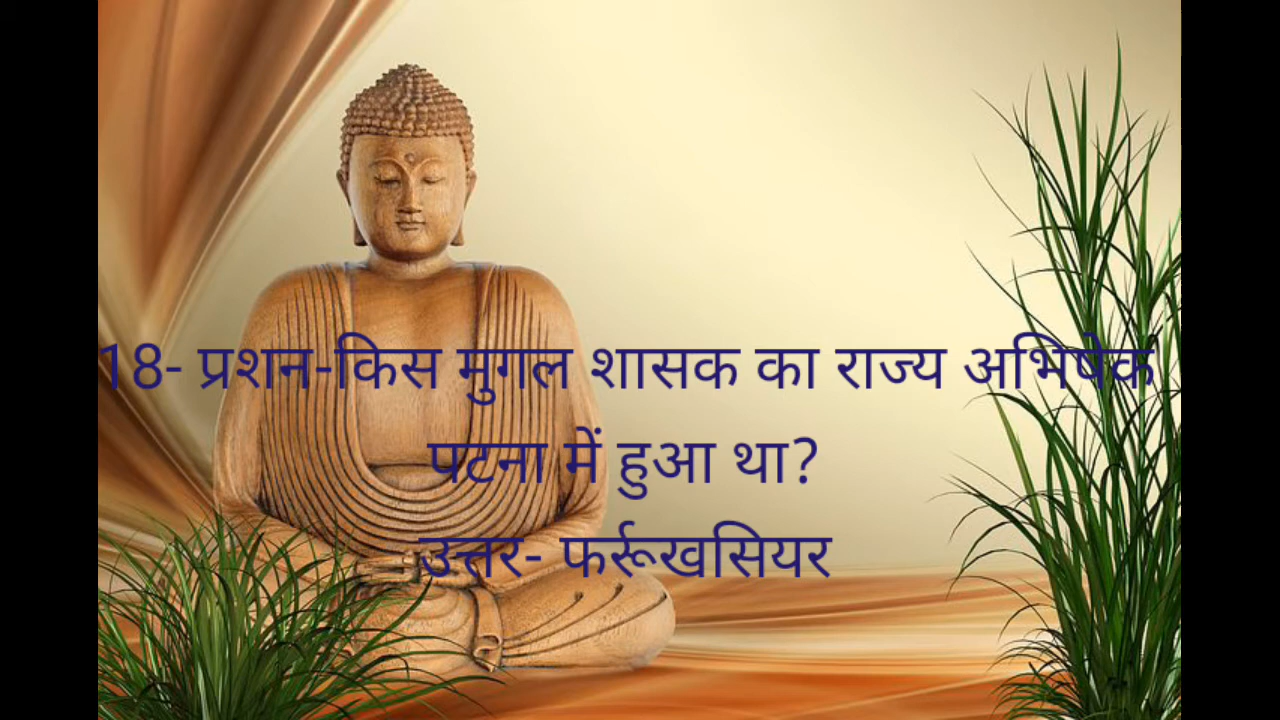 18- प्रशन-किस मुगल शासक का राज्य अभिषेक
पटना में हुआ था?
उत्तर- फर्रूखसियर